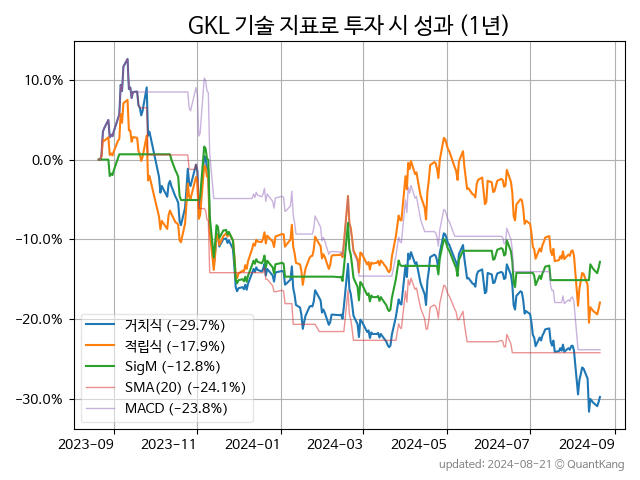 GKL 기술 지표로 투자 시 성과 (1년)
10.0%
0.0%
−10.0%
−20.0%
−30.0%
거치식 (−29.7%)
적립식 (−17.9%)
SigM (−12.8%)
SMA(20) (−24.1%)
MACD (−23.8%)
2023-09 2023-11 2024-01 2024-03 2024-05 2024-07 2024-09
updated: 2024-08-21 © QuantKang